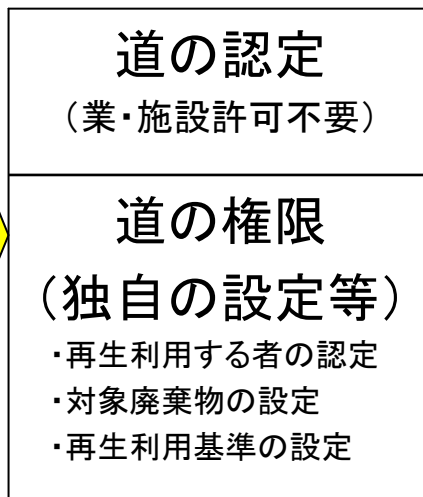 道の認定
（業・施設許可不要）
道の権限
（独自の設定等）
・再生利用する者の認定
・対象廃棄物の設定
・再生利用基準の設定